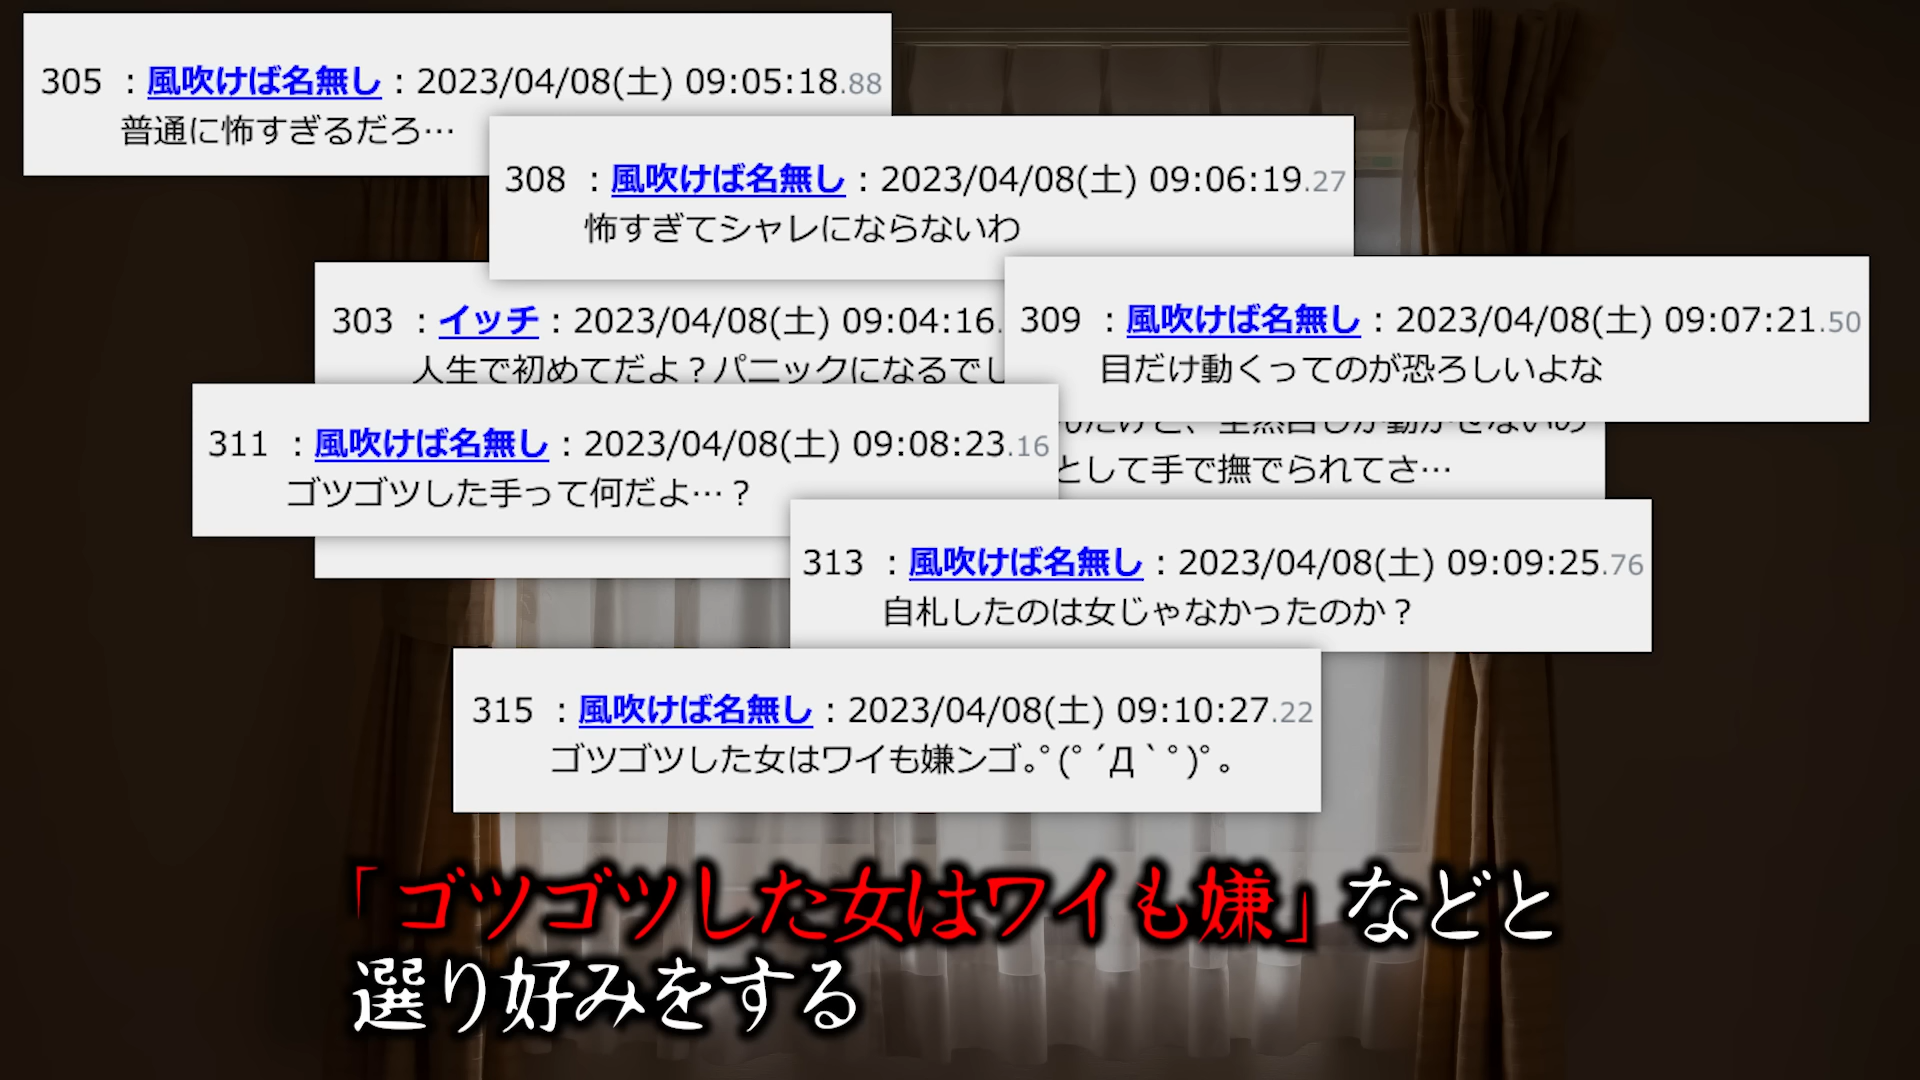 305 ：風吹けば名無し：2023/04/08(土) 09:05:18.88
普通に怖すぎるだろ…
308 ：風吹けば名無し：2023/04/08(土) 09:06:19.27
怖すぎてシャレにならないわ
303 ：イッチ：2023/04/08(土) 09:04:16.
人生で初めてだよ？パニックになるでし
309 ：風吹けば名無し：2023/04/08(土) 09:07:21.50
目だけ動くってのが恐ろしいよな
として手で撫でられてさ…
311 ：風吹けば名無し：2023/04/08(土) 09:08:23.16
ゴツゴツした手って何だよ…？
313 ：風吹けば名無し：2023/04/08(土) 09:09:25.76
自札したのは女じゃなかったのか？
315 ：風吹けば名無し：2023/04/08(土) 09:10:27.22
ゴツゴツした女はワイも嫌ンゴ｡ﾟ(ﾟ´Д｀ﾟ)ﾟ｡
「ゴツゴツした女はワイも嫌」などと
選り好みをする